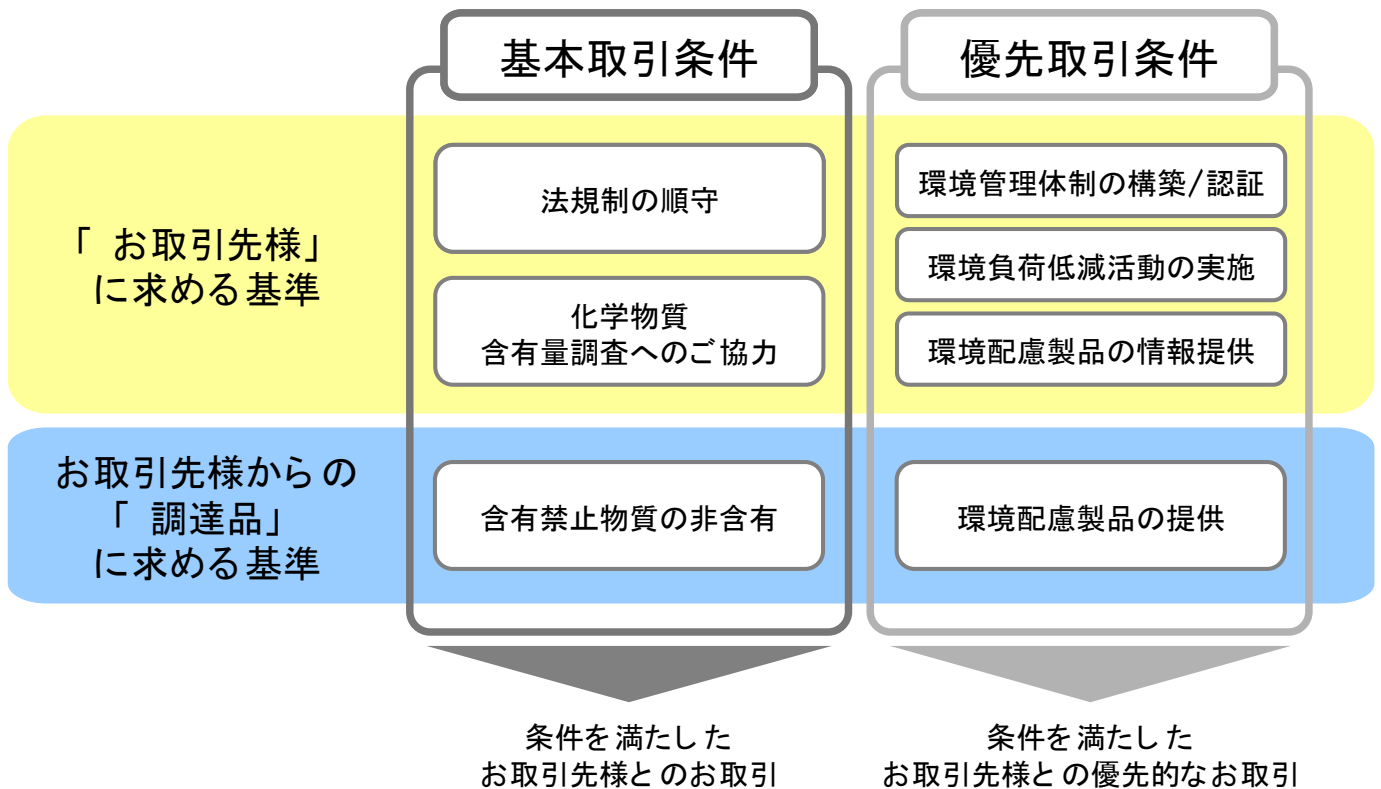 基本取引条件
優先取引条件
「 お取引先様」
に求める基準
法規制の順守
化学物質
含有量調査へのご協力
環境管理体制の構築/認証
環境負荷低減活動の実施
環境配慮製品の情報提供
お取引先様からの
「 調達品」
に求める基準
含有禁止物質の非含有
環境配慮製品の提供
条件を満たした
お取引先様とのお取引
条件を満たした
お取引先様との優先的なお取引